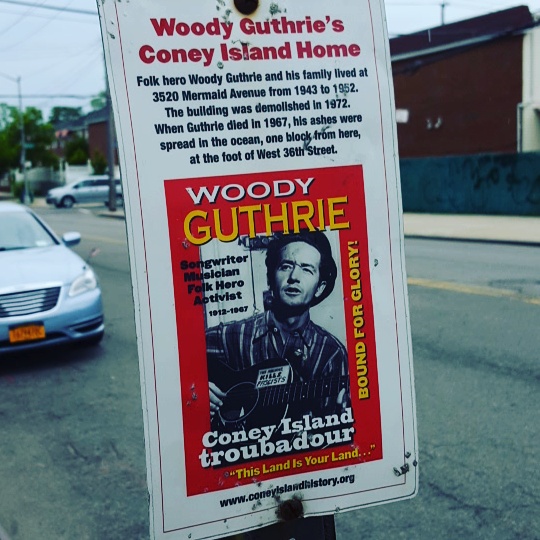 Woody Guthrie's
Coney Island Home
Folk hero Woody Guthrie and his family lived at
3520 Mermaid Avenue from 1943 to 1952.
The building was demolished in 1972.
When Guthrie died in 1967, his ashes were
spread in the ocean, one block from here,
at the foot of West 36th Street.
WOODY
GUTHRIE
Songwriter
Musician
Folk Hero
Activist
1912-1967
BOUND FOR GLORY!
KILLS
FASCISTS
Coney Island
troubadour
"This Land Is Your Land..."
www.coneyislandhistory.org